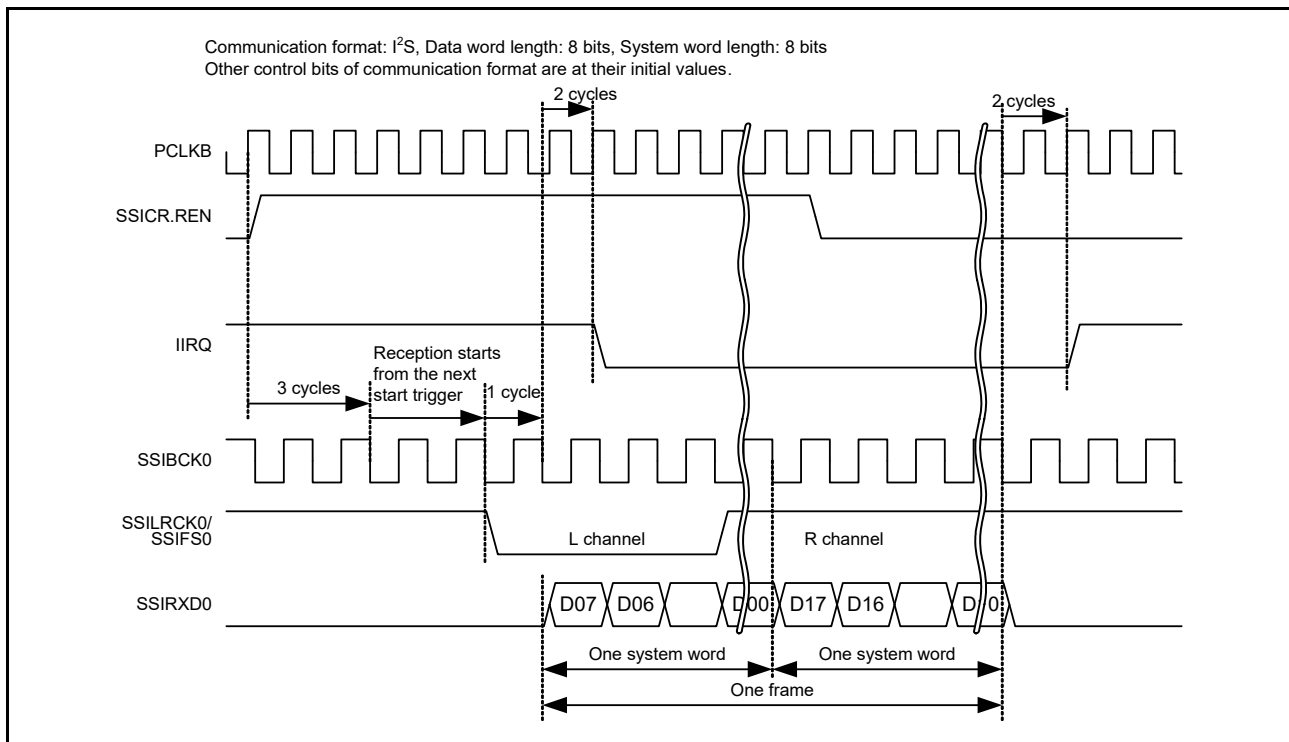 Communication format: I²S, Data word length: 8 bits, System word length: 8 bits
Other control bits of communication format are at their initial values.
2 cycles
2 cycles
PCLKB
SSICR.REN
IIRQ
Reception starts
from the next
start trigger
3 cycles
1 cycle
SSIBCK0
SSILRCK0/
SSIFS0
L channel
R channel
SSIRXD0
D07
D06
D00
D17
D16
One system word
One system word
One frame